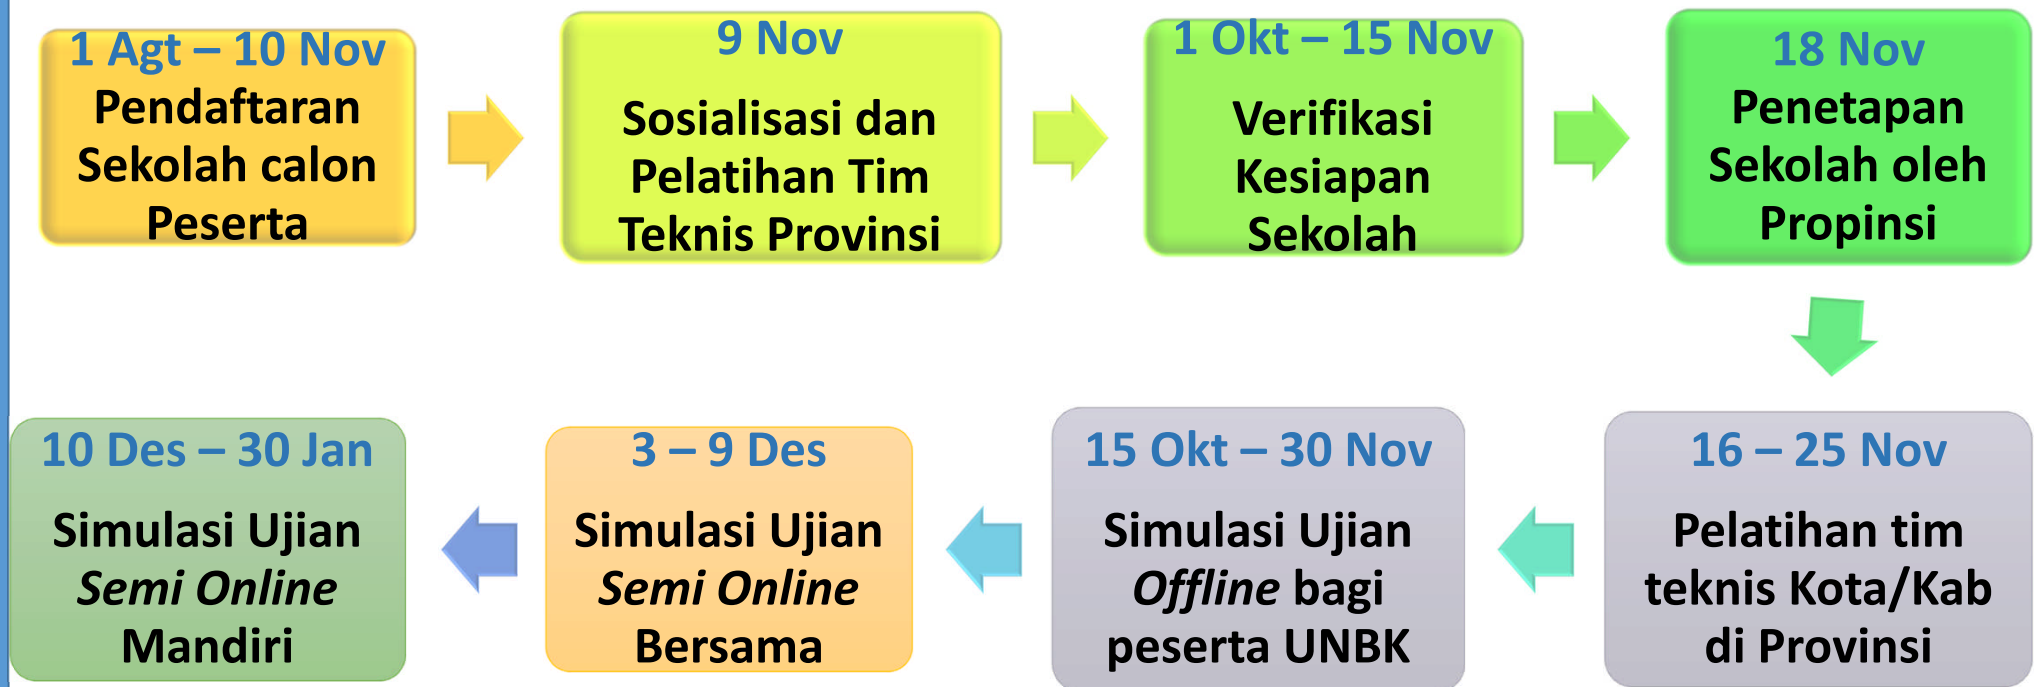 1 Agt – 10 Nov
Pendaftaran
Sekolah calon
Peserta
9 Nov
Sosialisasi dan
Pelatihan Tim
Teknis Provinsi
1 Okt – 15 Nov
Verifikasi
Kesiapan
Sekolah
18 Nov
Penetapan
Sekolah oleh
Propinsi
16 – 25 Nov
Pelatihan tim
teknis Kota/Kab
di Provinsi
15 Okt – 30 Nov
Simulasi Ujian
Offline bagi
peserta UNBK
3 – 9 Des
Simulasi Ujian
Semi Online
Bersama
10 Des – 30 Jan
Simulasi Ujian
Semi Online
Mandiri